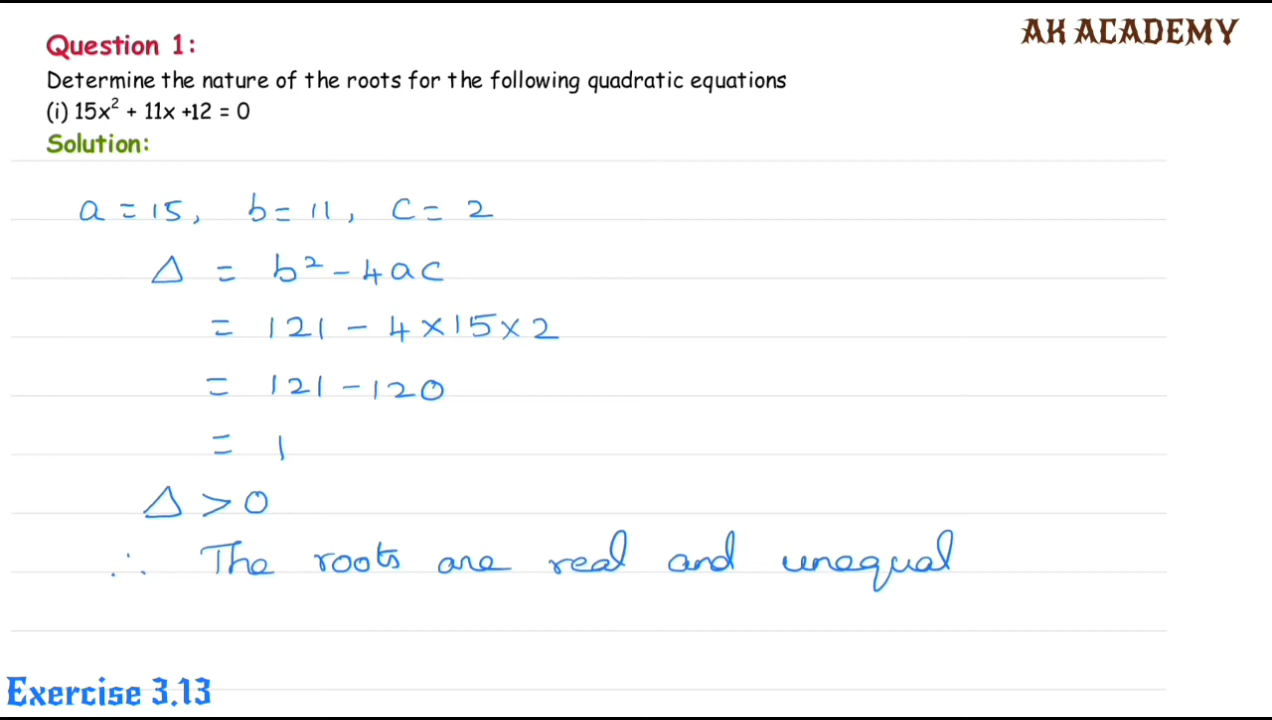 AK ACADEMY
Question 1:
Determine the nature of the roots for the following quadratic equations
(i) 15x² + 11x +12 = 0
Solution:
a = 15, b = 11, c = 2
Δ = b² - 4ac
= 121 - 4 × 15 × 2
= 121 - 120
= 1
Δ > 0
∴ The roots are real and unequal
Exercise 3.13